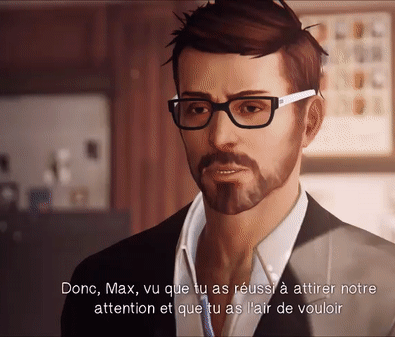 Donc, Max, vu que tu as réussi à attirer notre
attention et que tu as l'air de vouloir